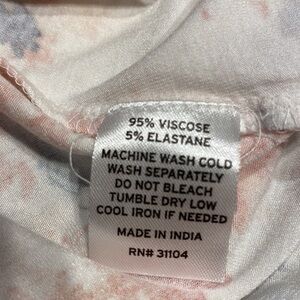 95% VISCOSE
5% ELASTANE
MACHINE WASH COLD
WASH SEPARATELY
DO NOT BLEACH
TUMBLE DRY LOW
COOL IRON IF NEEDED
MADE IN INDIA
RN# 31104